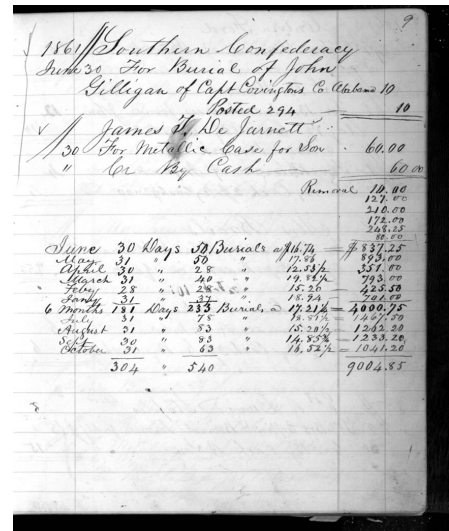 9
1861 Southern Confederacy
June 30 For Burial of John
Gilligan of Capt Covingtons Co Alabama 10
Posted 294 10
James F. De Jarnett
30 For Metallic Case for Son 60.00
" Cr By Cash 60.00
Removal 10.00
127.00
210.00
172.00
248.25
80.00
June 30 Days 50 Burials a $16.74 = $837.25
May 31 " 50 " 17.86 = 893.00
April 30 " 28 " 12.53½ = 351.00
March 31 " 40 " 19.82½ = 793.00
Feby 28 " 28 " 15.20 = 425.50
Jany 31 " 37 " 18.94 = 701.00
6 Months 181 Days 233 Burials a 17.21½ = 4000.75
July 31 " 78 " 18.81½ = 1467.50
August 31 " 83 " 15.20½ = 1262.20
Sept 30 " 83 " 14.85¾ = 1233.20
October 31 " 63 " 16.52½ = 1041.20
304 " 540 9004.85